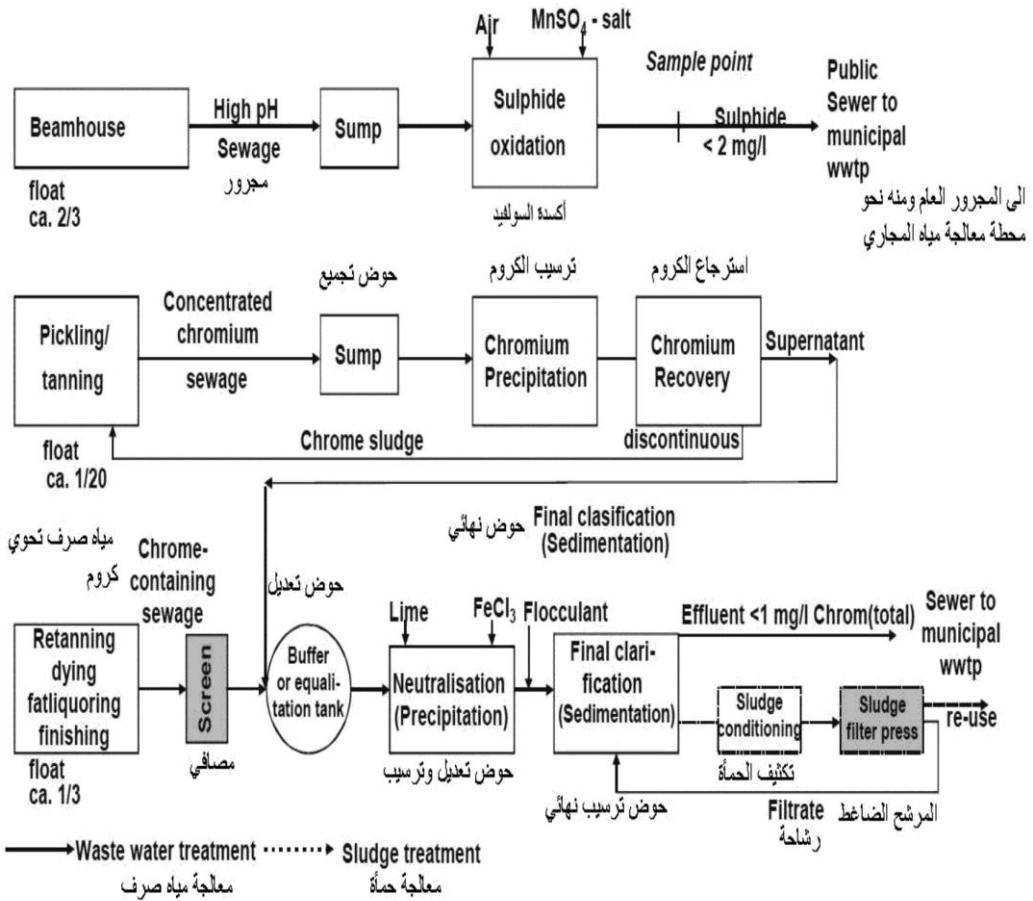 Air
MnSO4 - salt
Sample point
Beamhouse
High pH
Sewage
مجرور
Sump
Sulphide
oxidation
Sulphide
< 2 mg/l
Public
Sewer to
municipal
wwtp
float
ca. 2/3
أكسدة السولفيد
الى المجرور العام ومنه نحو
محطة معالجة مياه المجاري
حوض تجميع
ترسيب الكروم
استرجاع الكروم
Pickling/
tanning
Concentrated
chromium
sewage
Sump
Chromium
Precipitation
Chromium
Recovery
Supernatant
Chrome sludge
discontinuous
float
ca. 1/20
مياه صرف تحوي
كروم
Chrome-
containing
sewage
حوض تعديل
حوض نهائي
Final clasification
(Sedimentation)
Retanning
dying
fatliquoring
finishing
Screen
مصافي
Buffer
or equali-
tation tank
Lime
FeCl3
Flocculant
Neutralisation
(Precipitation)
حوض تعديل وترسيب
Final clari-
fication
(Sedimentation)
Effluent <1 mg/l Chrom(total)
Sewer to
municipal
wwtp
Sludge
conditioning
تكثيف الحمأة
Sludge
filter press
re-use
float
ca. 1/3
حوض ترسيب نهائي
Filtrate
رشاحة
المرشح الضاغط
Waste water treatment
معالجة مياه صرف
Sludge treatment
معالجة حمأة